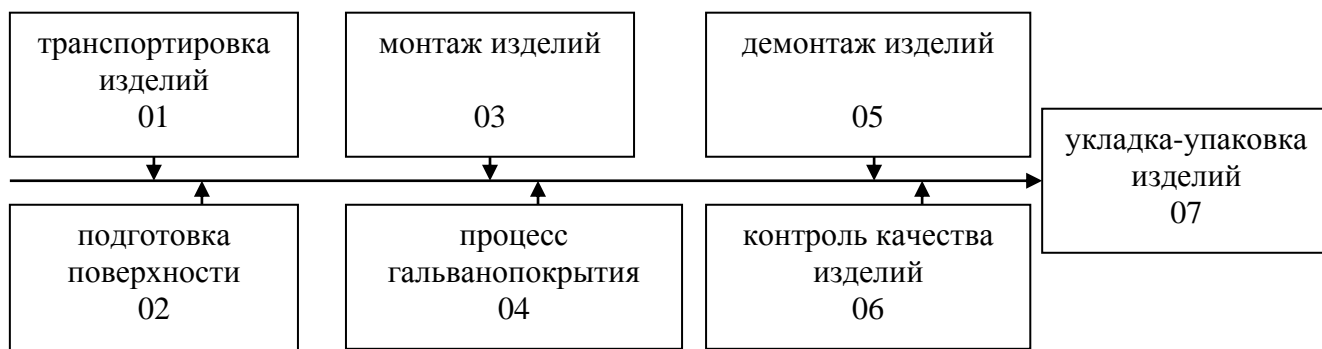 транспортировка
изделий
01
подготовка
поверхности
02
монтаж изделий
03
процесс
гальванопокрытия
04
демонтаж изделий
05
контроль качества
изделий
06
укладка-упаковка
изделий
07